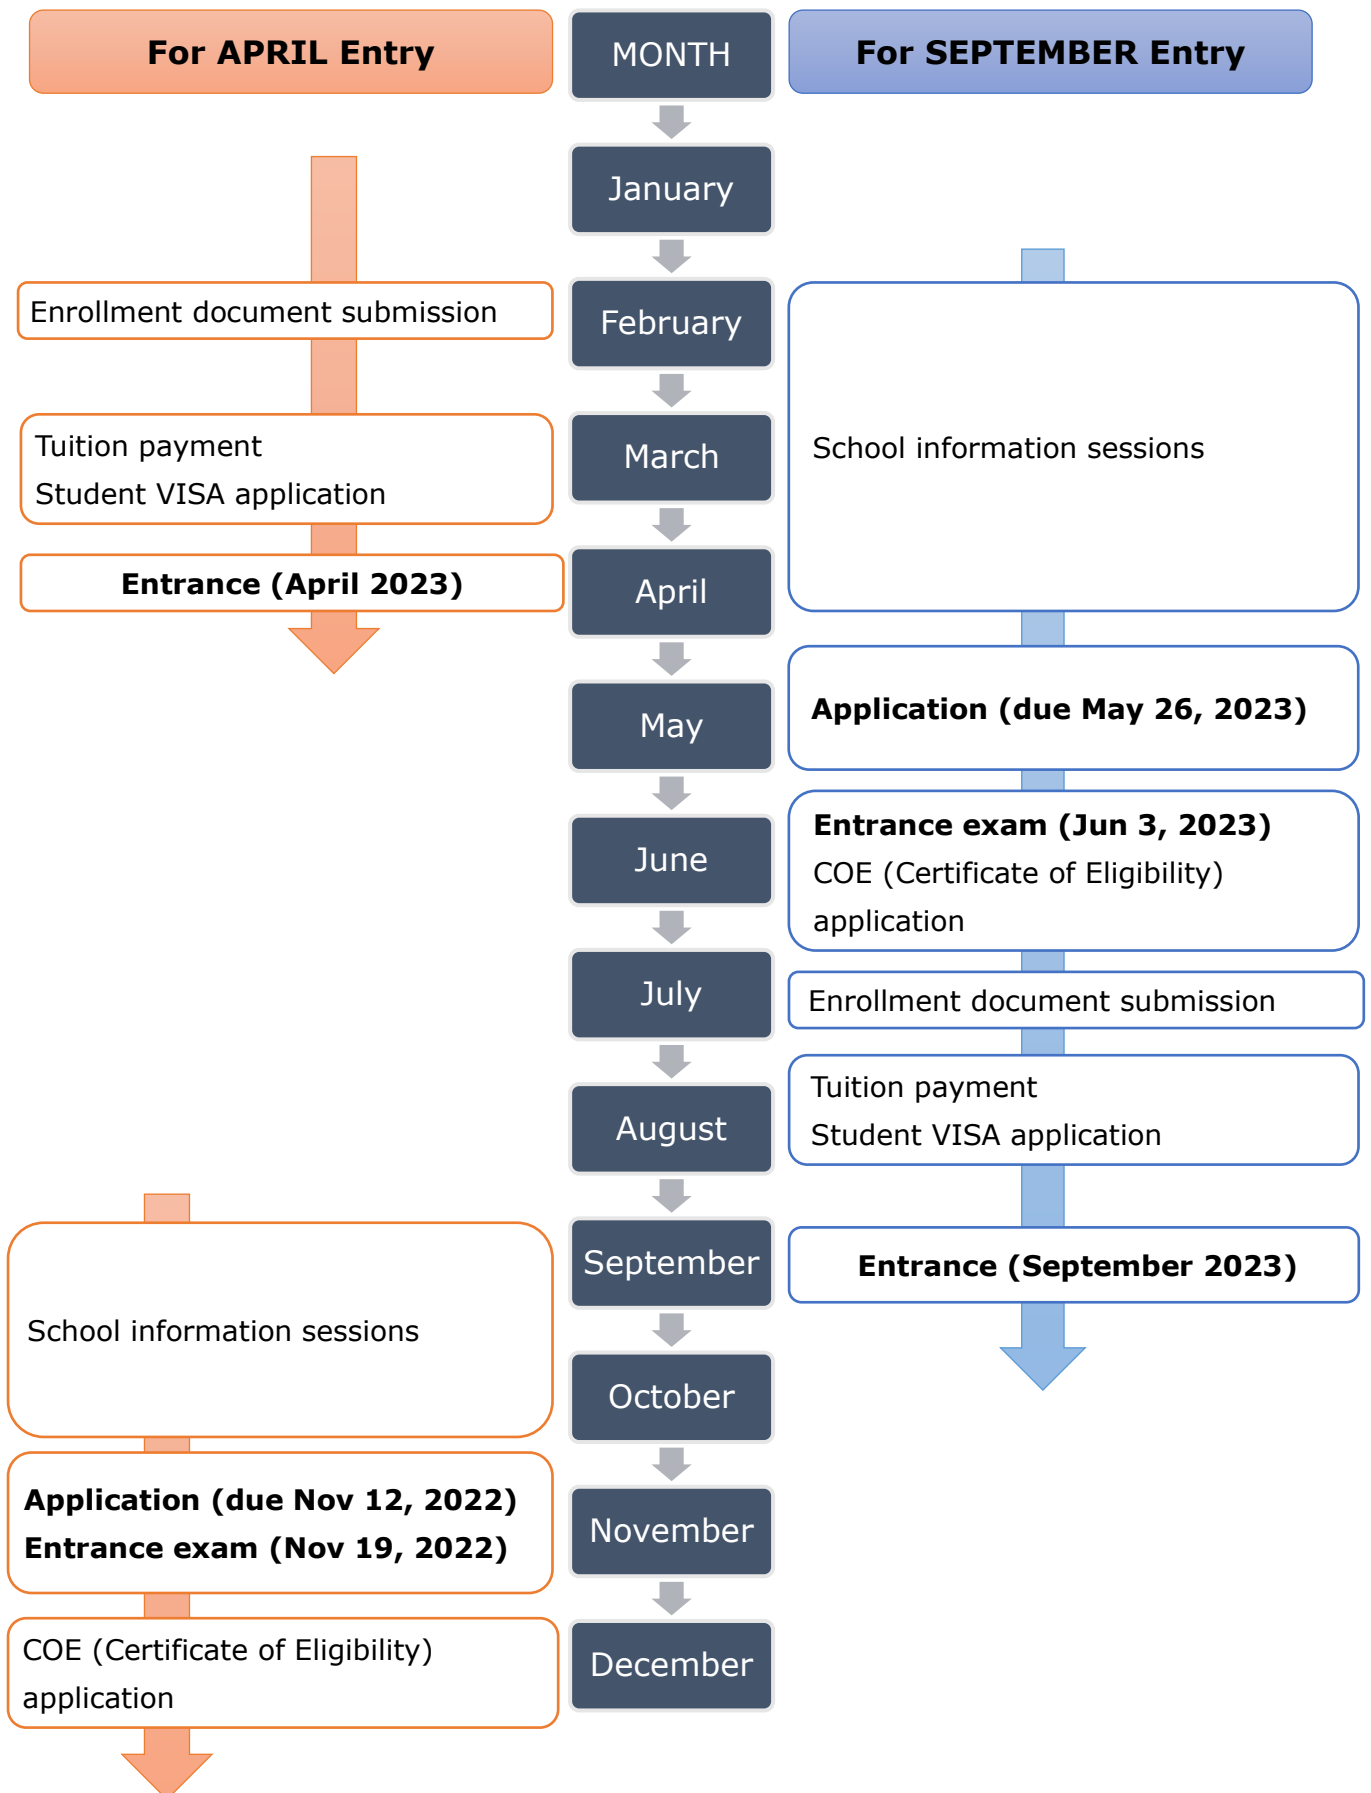 For APRIL Entry
MONTH
For SEPTEMBER Entry
January
Enrollment document submission
February
Tuition payment
Student VISA application
March
School information sessions
Entrance (April 2023)
April
May
Application (due May 26, 2023)
June
Entrance exam (Jun 3, 2023)
COE (Certificate of Eligibility)
application
July
Enrollment document submission
August
Tuition payment
Student VISA application
September
Entrance (September 2023)
School information sessions
October
Application (due Nov 12, 2022)
Entrance exam (Nov 19, 2022)
November
COE (Certificate of Eligibility)
application
December